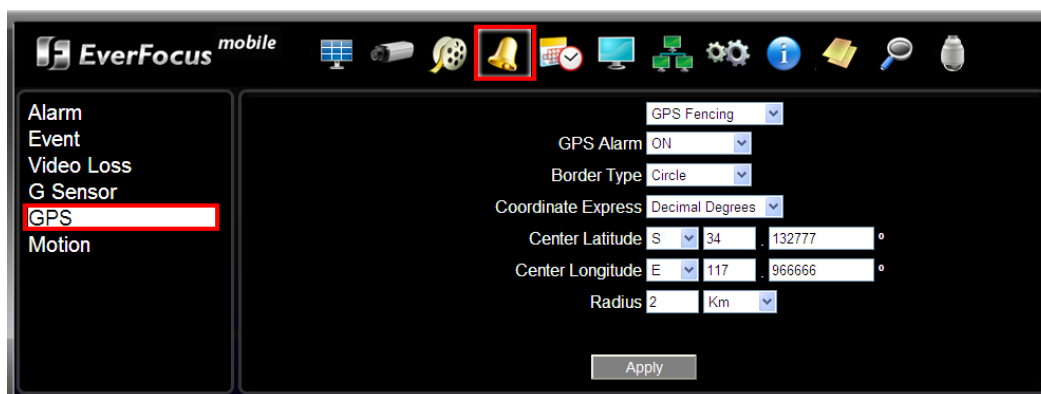 EverFocus mobile
Alarm
Event
Video Loss
G Sensor
GPS
Motion
GPS Fencing
GPS Alarm ON
Border Type Circle
Coordinate Express Decimal Degrees
Center Latitude S 34 . 132777 º
Center Longitude E 117 . 966666 º
Radius 2 Km
Apply